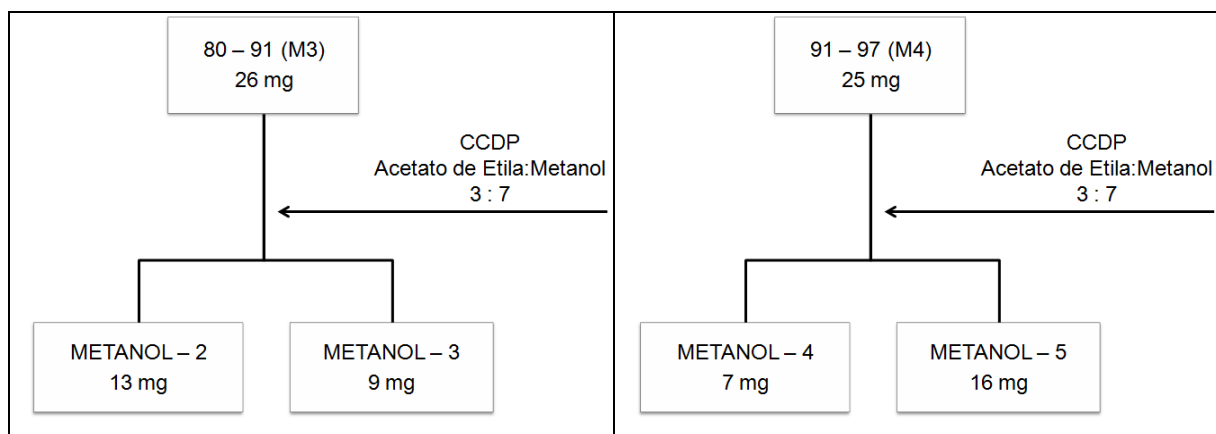 80 – 91 (M3)
26 mg
CCDP
Acetato de Etila:Metanol
3 : 7
METANOL – 2
13 mg
METANOL – 3
9 mg
91 – 97 (M4)
25 mg
CCDP
Acetato de Etila:Metanol
3 : 7
METANOL – 4
7 mg
METANOL – 5
16 mg